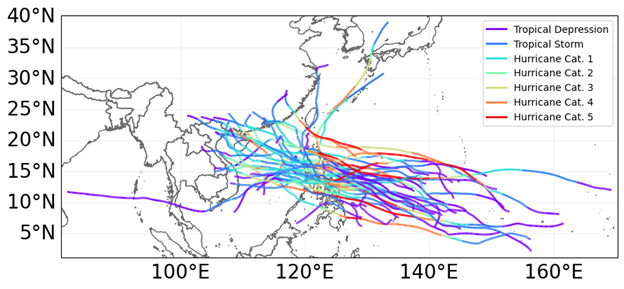 40°N
35°N
30°N
25°N
20°N
15°N
10°N
5°N
100°E 120°E 140°E 160°E
Tropical Depression
Tropical Storm
Hurricane Cat. 1
Hurricane Cat. 2
Hurricane Cat. 3
Hurricane Cat. 4
Hurricane Cat. 5